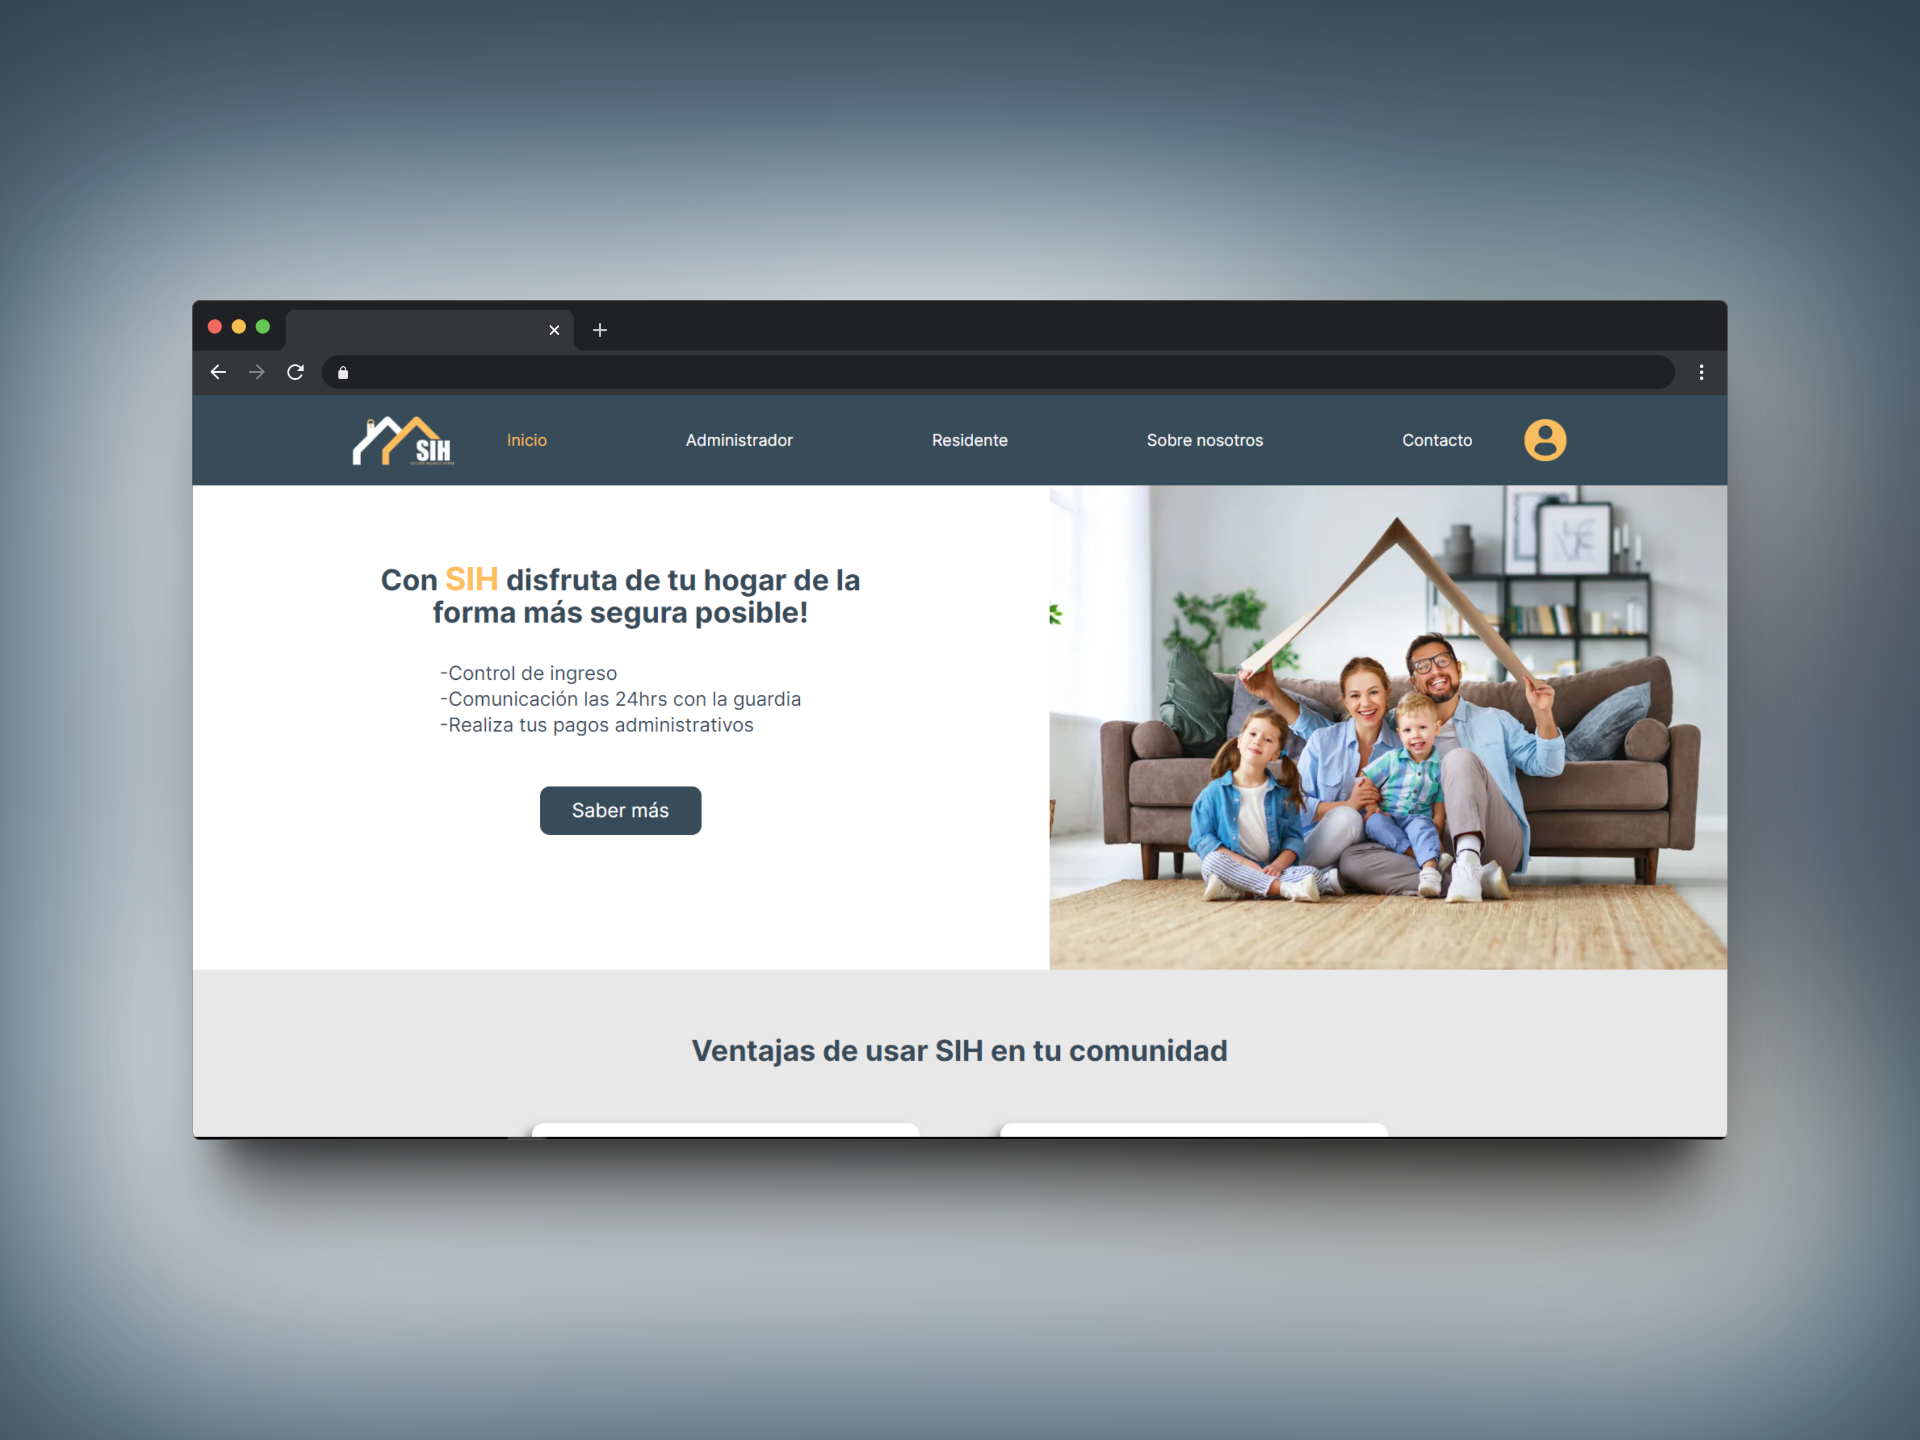 SIH
Inicio
Administrador
Residente
Sobre nosotros
Contacto
Con SIH disfruta de tu hogar de la
forma más segura posible!
-Control de ingreso
-Comunicación las 24hrs con la guardia
-Realiza tus pagos administrativos
Saber más
Ventajas de usar SIH en tu comunidad